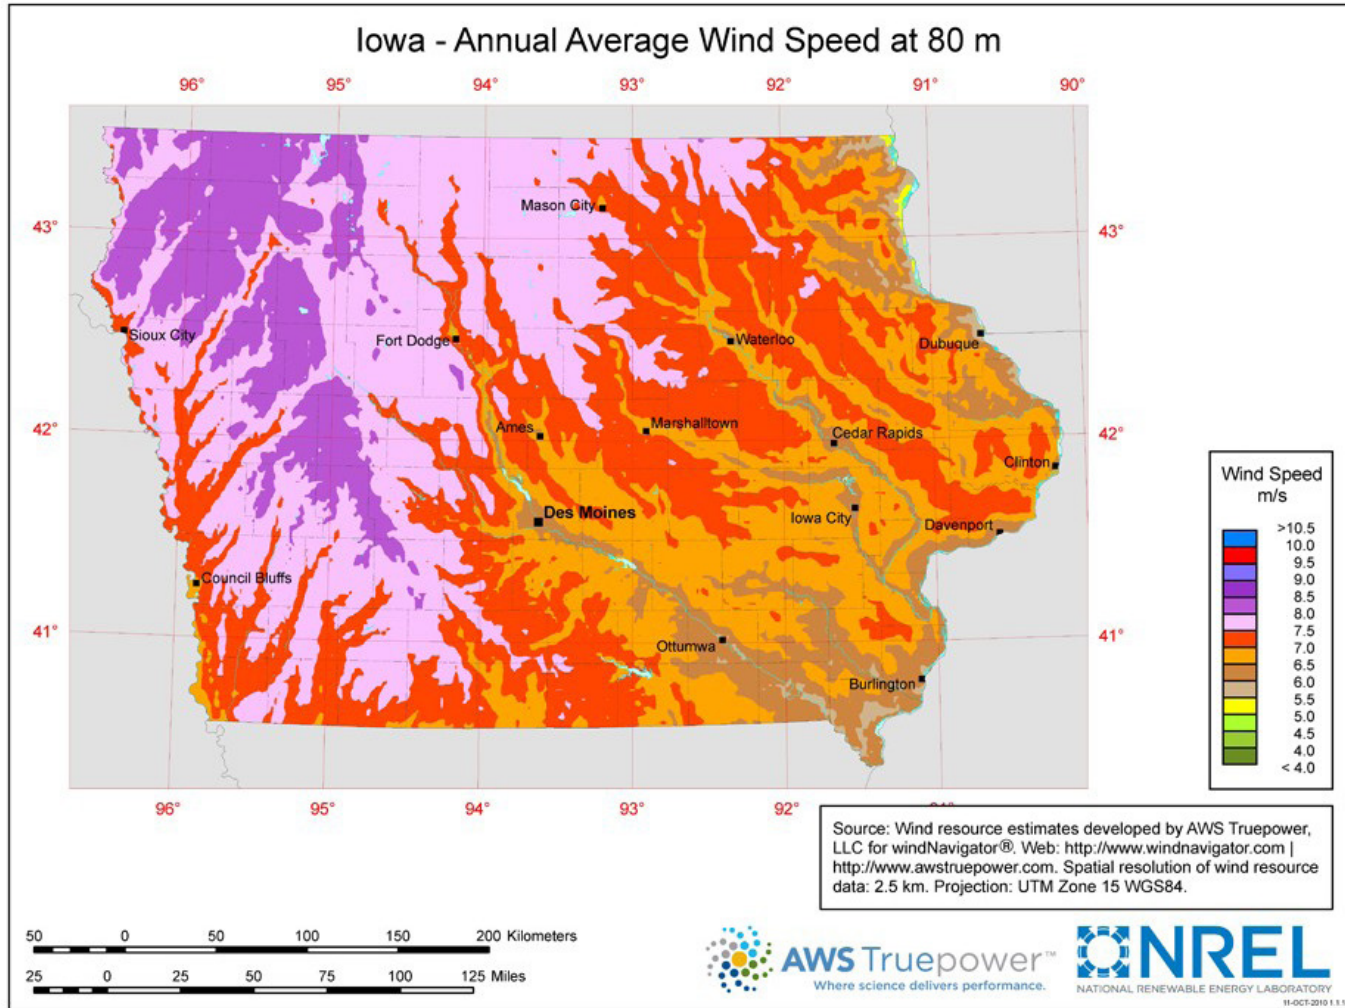 Iowa - Annual Average Wind Speed at 80 m
96° 95° 94° 93° 92° 91° 90°
Mason City
43° 43°
Sioux City
Fort Dodge
Waterloo
Dubuque
42° 42°
Ames
Marshalltown
Cedar Rapids
Clinton
Des Moines
Iowa City
Davenport
Council Bluffs
41° 41°
Ottumwa
Burlington
96° 95° 94° 93° 92° 91°
Wind Speed
m/s
>10.5
10.0
9.5
9.0
8.5
8.0
7.5
7.0
6.5
6.0
5.5
5.0
4.5
4.0
< 4.0
Source: Wind resource estimates developed by AWS Truepower,
LLC for windNavigator®. Web: http://www.windnavigator.com |
http://www.awstruepower.com. Spatial resolution of wind resource
data: 2.5 km. Projection: UTM Zone 15 WGS84.
50 0 50 100 150 200 Kilometers
25 0 25 50 75 100 125 Miles
AWS Truepower™
Where science delivers performance.
NREL
NATIONAL RENEWABLE ENERGY LABORATORY
11-OCT-2010 1.1.1